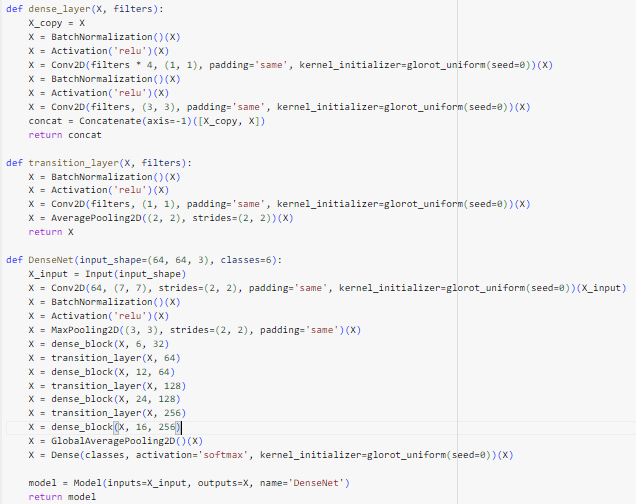 def dense_layer(X, filters):
    X_copy = X
    X = BatchNormalization()(X)
    X = Activation('relu')(X)
    X = Conv2D(filters * 4, (1, 1), padding='same', kernel_initializer=glorot_uniform(seed=0))(X)
    X = BatchNormalization()(X)
    X = Activation('relu')(X)
    X = Conv2D(filters, (3, 3), padding='same', kernel_initializer=glorot_uniform(seed=0))(X)
    concat = Concatenate(axis=-1)([X_copy, X])
    return concat

def transition_layer(X, filters):
    X = BatchNormalization()(X)
    X = Activation('relu')(X)
    X = Conv2D(filters, (1, 1), padding='same', kernel_initializer=glorot_uniform(seed=0))(X)
    X = AveragePooling2D((2, 2), strides=(2, 2))(X)
    return X

def DenseNet(input_shape=(64, 64, 3), classes=6):
    X_input = Input(input_shape)
    X = Conv2D(64, (7, 7), strides=(2, 2), padding='same', kernel_initializer=glorot_uniform(seed=0))(X_input)
    X = BatchNormalization()(X)
    X = Activation('relu')(X)
    X = MaxPooling2D((3, 3), strides=(2, 2), padding='same')(X)
    X = dense_block(X, 6, 32)
    X = transition_layer(X, 64)
    X = dense_block(X, 12, 64)
    X = transition_layer(X, 128)
    X = dense_block(X, 24, 128)
    X = transition_layer(X, 256)
    X = dense_block(X, 16, 256)
    X = GlobalAveragePooling2D()(X)
    X = Dense(classes, activation='softmax', kernel_initializer=glorot_uniform(seed=0))(X)

    model = Model(inputs=X_input, outputs=X, name='DenseNet')
    return model